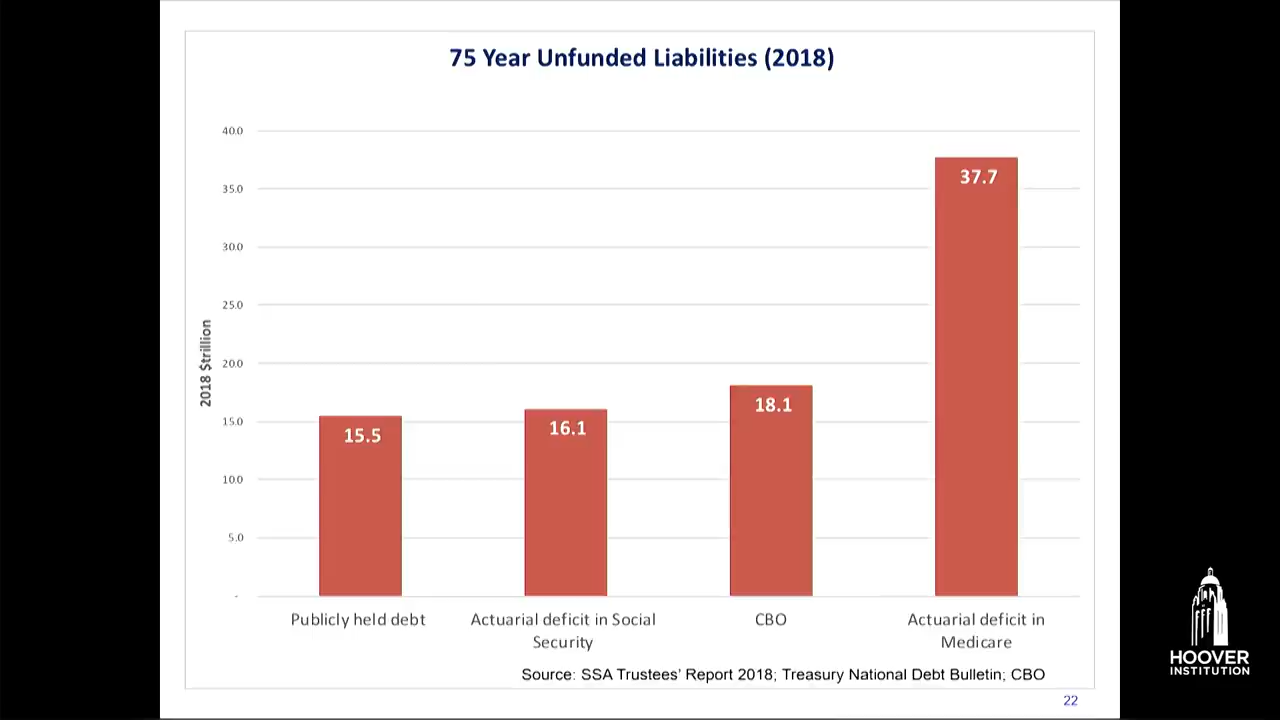 75 Year Unfunded Liabilities (2018)
40.0
35.0
30.0
25.0
20.0
15.0
10.0
5.0
-
2018 $trillion
15.5
16.1
18.1
37.7
Publicly held debt
Actuarial deficit in Social
Security
CBO
Actuarial deficit in
Medicare
Source: SSA Trustees’ Report 2018; Treasury National Debt Bulletin; CBO
22
HOOVER
INSTITUTION